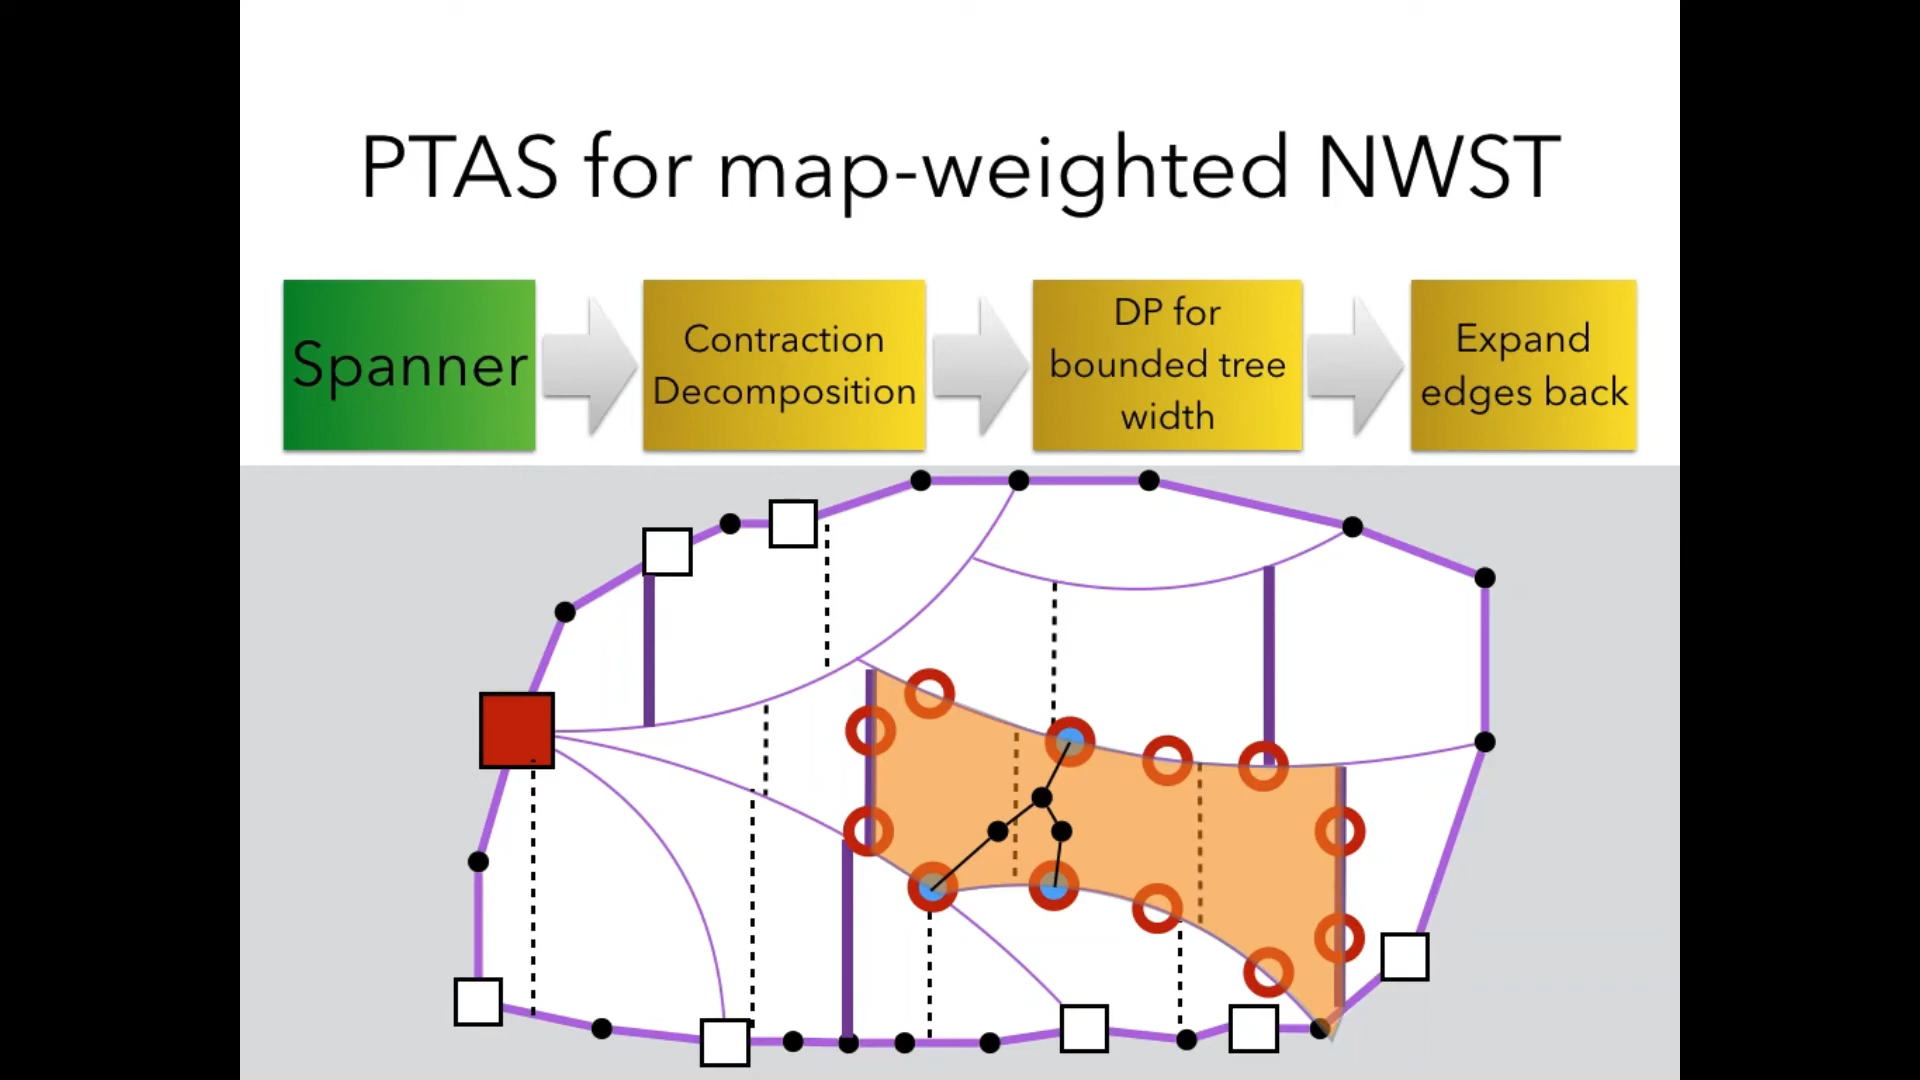 PTAS for map-weighted NWST
Spanner
Contraction
Decomposition
DP for
bounded tree
width
Expand
edges back